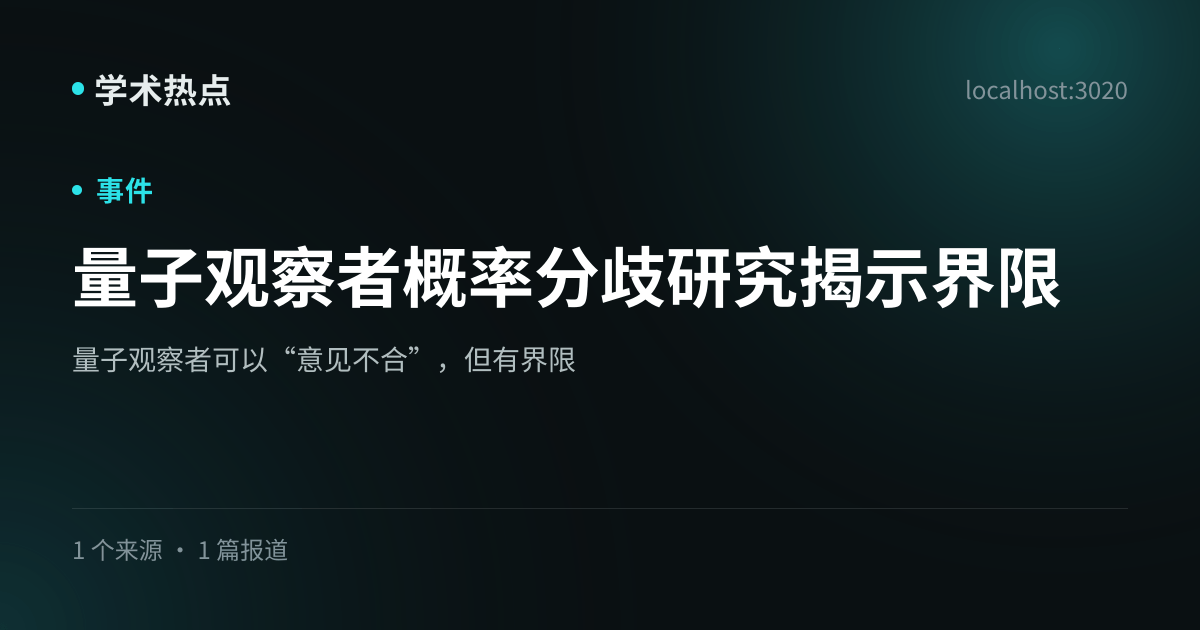 学术热点
localhost:3020
事件
量子观察者概率分歧研究揭示界限
量子观察者可以“意见不合”，但有界限
1 个来源 · 1 篇报道